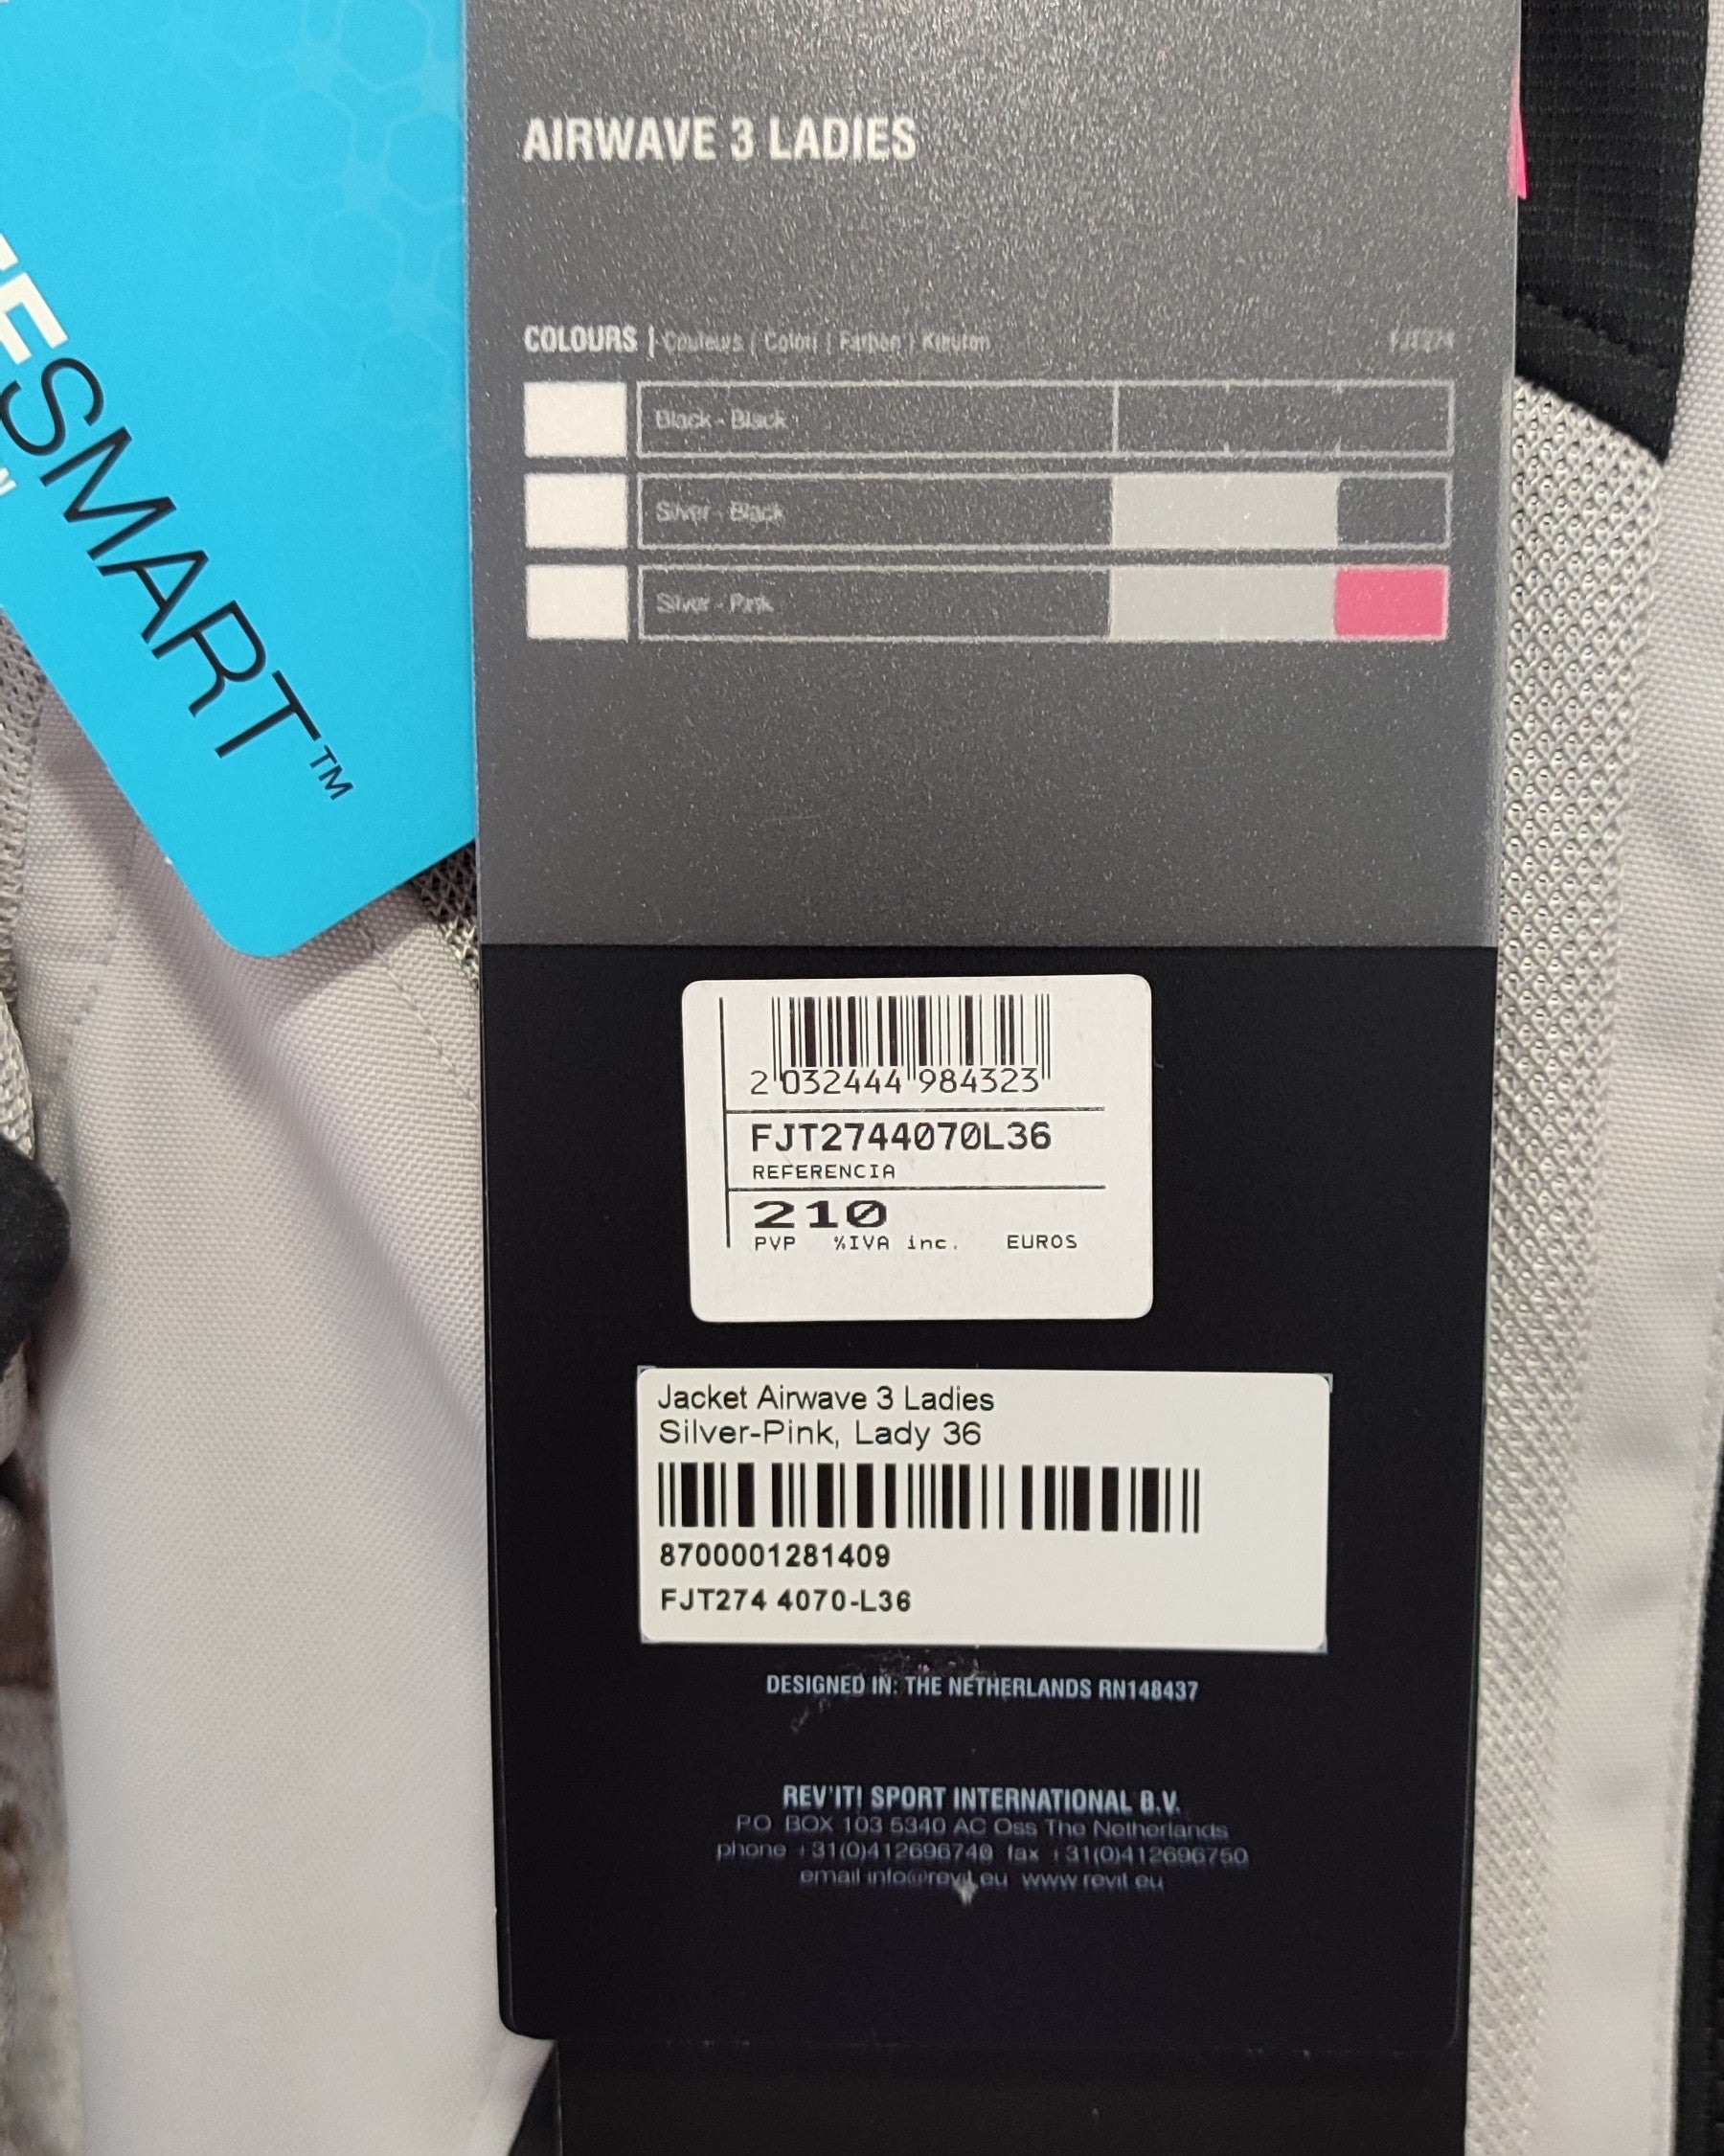 SMART™
AIRWAVE 3 LADIES
COLOURS | Couleurs | Colori | Farben | Kleuren
FJT274
Black - Black
Silver - Black
Silver - Pink
2 032444 984323
FJT2744070L36
REFERENCIA
210
PVP %IVA inc. EUROS
Jacket Airwave 3 Ladies
Silver-Pink, Lady 36
8700001281409
FJT274 4070-L36
DESIGNED IN: THE NETHERLANDS RN148437
REV'IT! SPORT INTERNATIONAL B.V.
P.O. BOX 103 5340 AC Oss The Netherlands
phone +31(0)412696740 fax +31(0)412696750
email info@revit.eu www.revit.eu